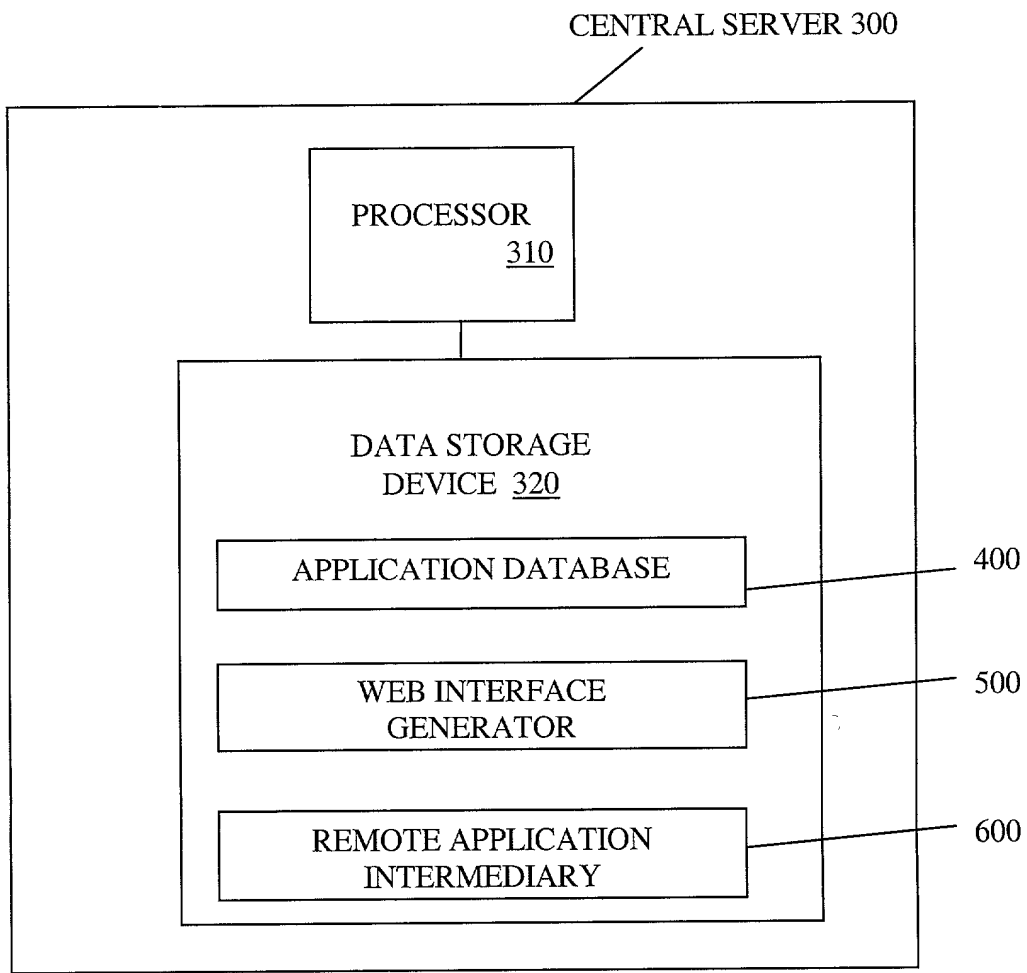 CENTRAL SERVER 300
PROCESSOR
310
DATA STORAGE
DEVICE 320
APPLICATION DATABASE
400
WEB INTERFACE
GENERATOR
500
REMOTE APPLICATION
INTERMEDIARY
600